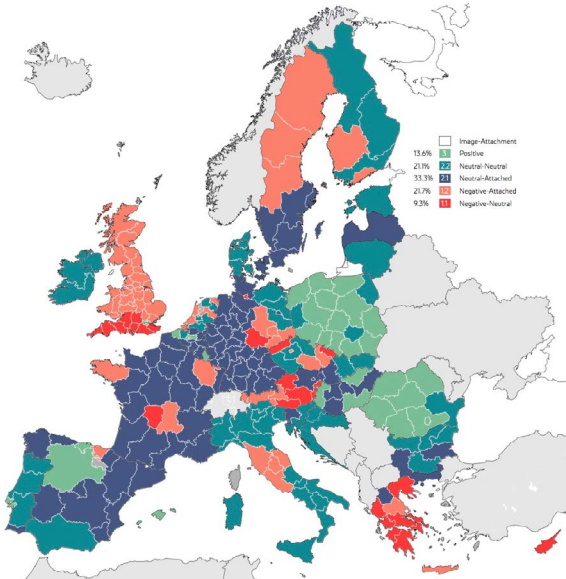 Image-Attachment
13.6% 3 Positive
21.1% 2.2 Neutral-Neutral
33.3% 2.1 Neutral-Attached
21.7% 1.2 Negative-Attached
9.3% 1.1 Negative-Neutral